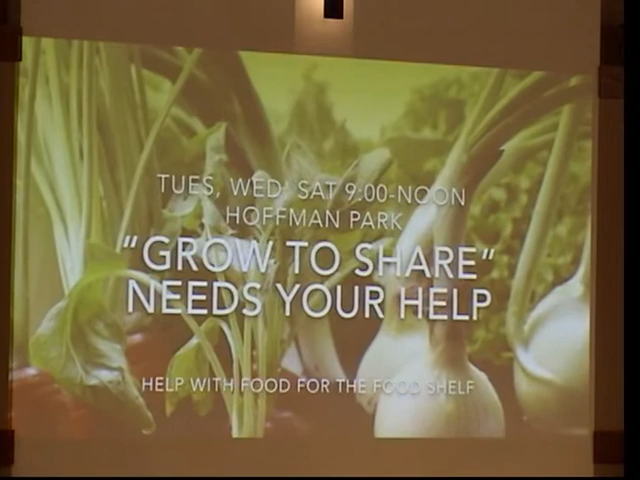 TUES, WED, SAT 9:00-NOON
HOFFMAN PARK
"GROW TO SHARE"
NEEDS YOUR HELP
HELP WITH FOOD FOR THE FOOD SHELF